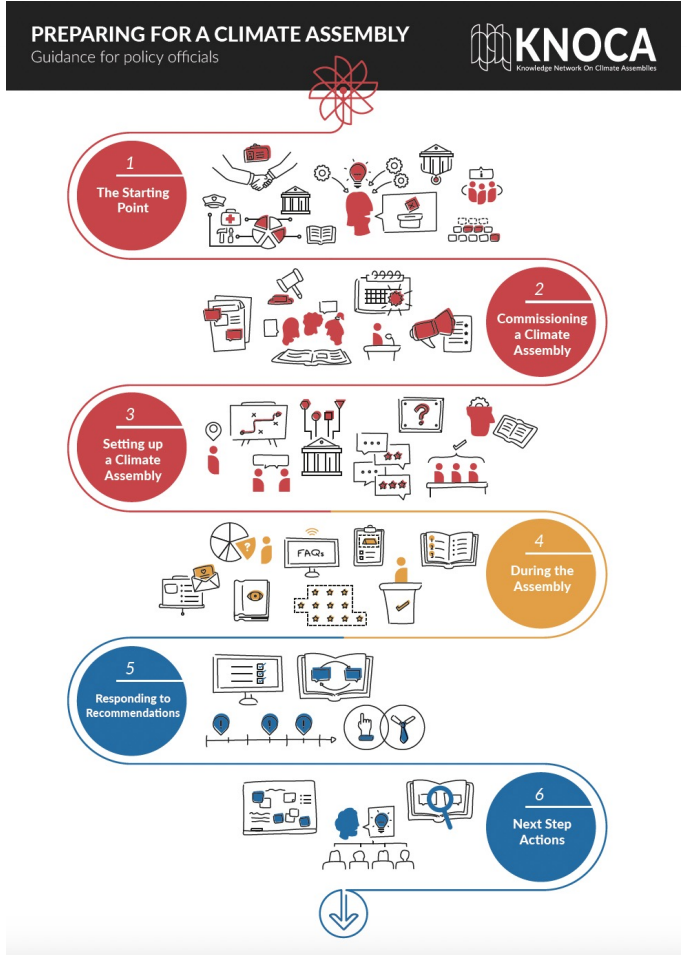 PREPARING FOR A CLIMATE ASSEMBLY
Guidance for policy officials
KNOCA
Knowledge Network On Climate Assemblies
1
The Starting
Point
2
Commissioning
a Climate
Assembly
3
Setting up
a Climate
Assembly
?
4
During the
Assembly
?
FAQs
5
Responding to
Recommendations
6
Next Step
Actions